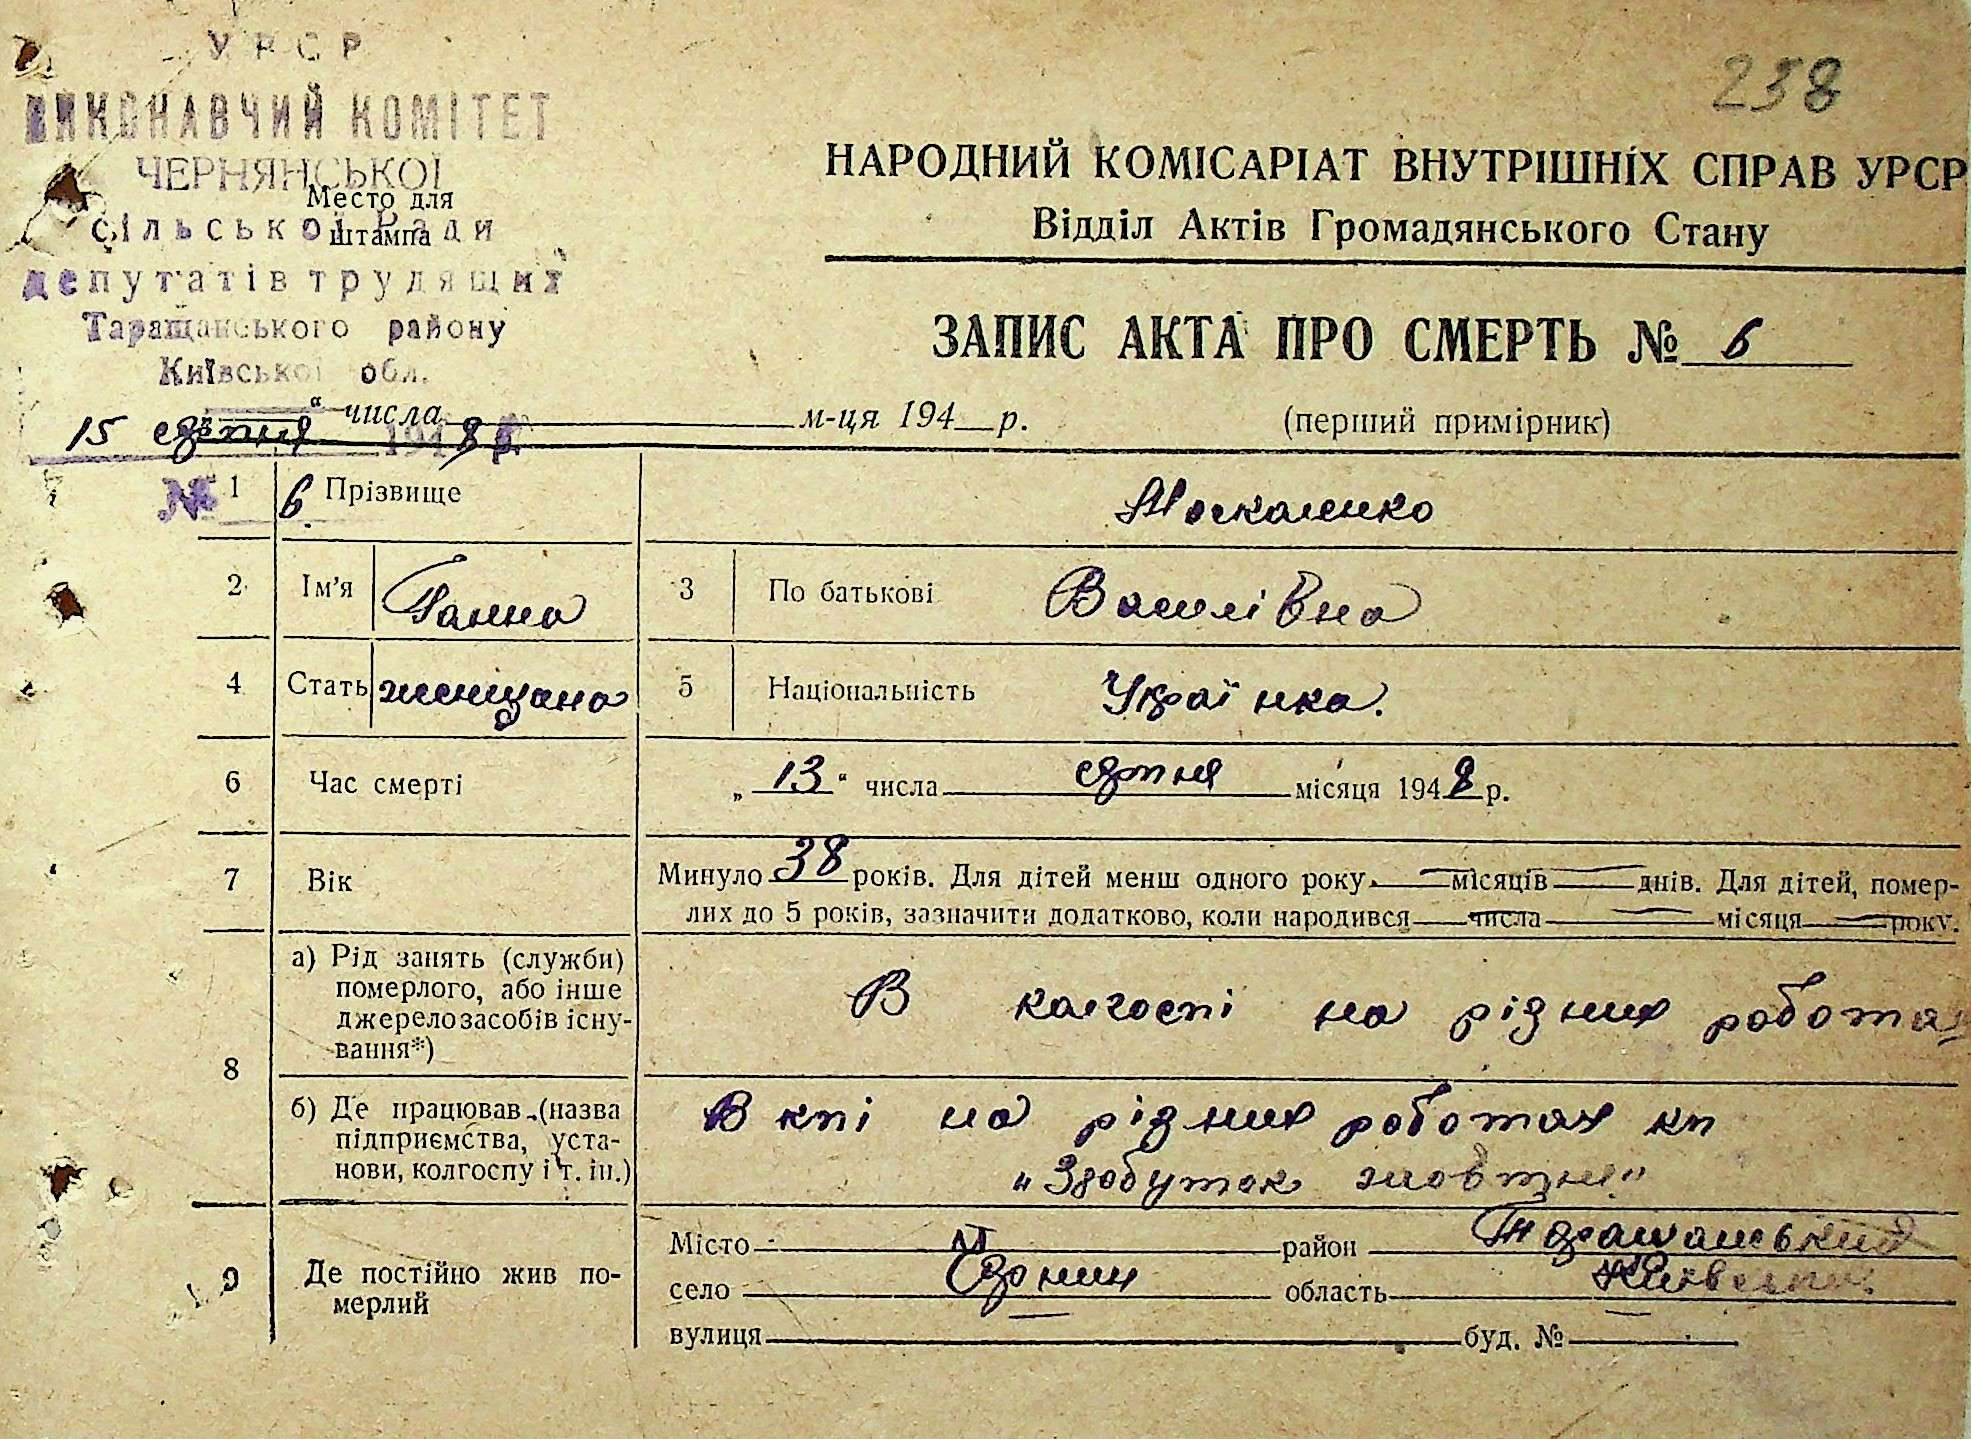 238
УРСР
ВИКОНАВЧИЙ КОМІТЕТ
ЧЕРНЯНСЬКОЇ
Место для
сільської Ради
штампа
депутатів трудящих
Таращанського району
Київської обл.
15 серпня 1948 р.
№ 6
НАРОДНИЙ КОМІСАРІАТ ВНУТРІШНІХ СПРАВ УРСР
Відділ Актів Громадянського Стану
ЗАПИС АКТА ПРО СМЕРТЬ № 6
“ числа м-ця 194 р. (перший примірник)
1 Прізвище Москаленко
2 Ім'я Ганна 3 По батькові Василівна
4 Стать женщина 5 Національність Українка.
6 Час смерті „13“ числа серпня місяця 1948 р.
7 Вік Минуло 38 років. Для дітей менш одного року місяців днів. Для дітей, помер-
лих до 5 років, зазначити додатково, коли народився числа місяця року.
8 а) Рід занять (служби)
померлого, або інше
джерело засобів існу-
вання*)
В колгоспі на різних роботах
б) Де працював (назва
підприємства, уста-
нови, колгоспу і т. ін.)
В кпі на різних роботах кп
"Здобуток жовтня"
9 Де постійно жив по-
мерлий
Місто район Таращанський
село область Київська
вулиця буд. №